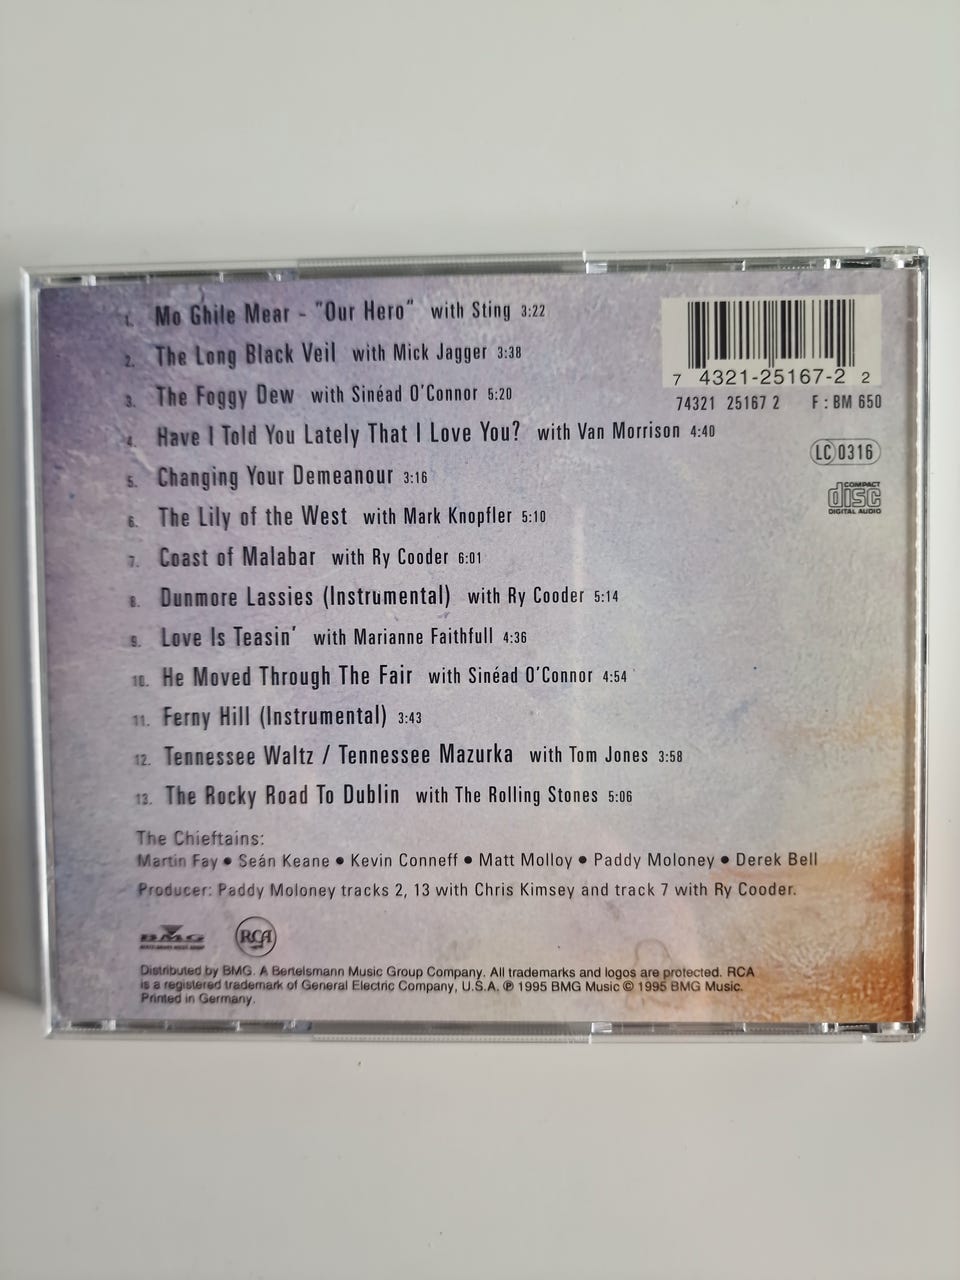 1. Mo Ghile Mear - "Our Hero" with Sting 3:22
2. The Long Black Veil with Mick Jagger 3:38
3. The Foggy Dew with Sinéad O'Connor 5:20
4. Have I Told You Lately That I Love You? with Van Morrison 4:40
5. Changing Your Demeanour 3:16
6. The Lily of the West with Mark Knopfler 5:10
7. Coast of Malabar with Ry Cooder 6:01
8. Dunmore Lassies (Instrumental) with Ry Cooder 5:14
9. Love Is Teasin' with Marianne Faithfull 4:36
10. He Moved Through The Fair with Sinéad O'Connor 4:54
11. Ferny Hill (Instrumental) 3:43
12. Tennessee Waltz / Tennessee Mazurka with Tom Jones 3:58
13. The Rocky Road To Dublin with The Rolling Stones 5:06
7 4321-25167-2 2
74321 25167 2 F : BM 650
LC 0316
COMPACT
disc
DIGITAL AUDIO
The Chieftains:
Martin Fay ● Seán Keane ● Kevin Conneff ● Matt Molloy ● Paddy Moloney ● Derek Bell
Producer: Paddy Moloney tracks 2, 13 with Chris Kimsey and track 7 with Ry Cooder.
BMG
RCA
Distributed by BMG. A Bertelsmann Music Group Company. All trademarks and logos are protected. RCA
is a registered trademark of General Electric Company, U.S.A. ℗ 1995 BMG Music © 1995 BMG Music.
Printed in Germany.